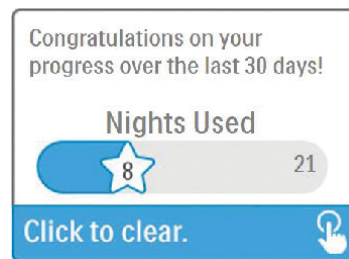 Congratulations on your
progress over the last 30 days!
Nights Used
8 21
Click to clear.